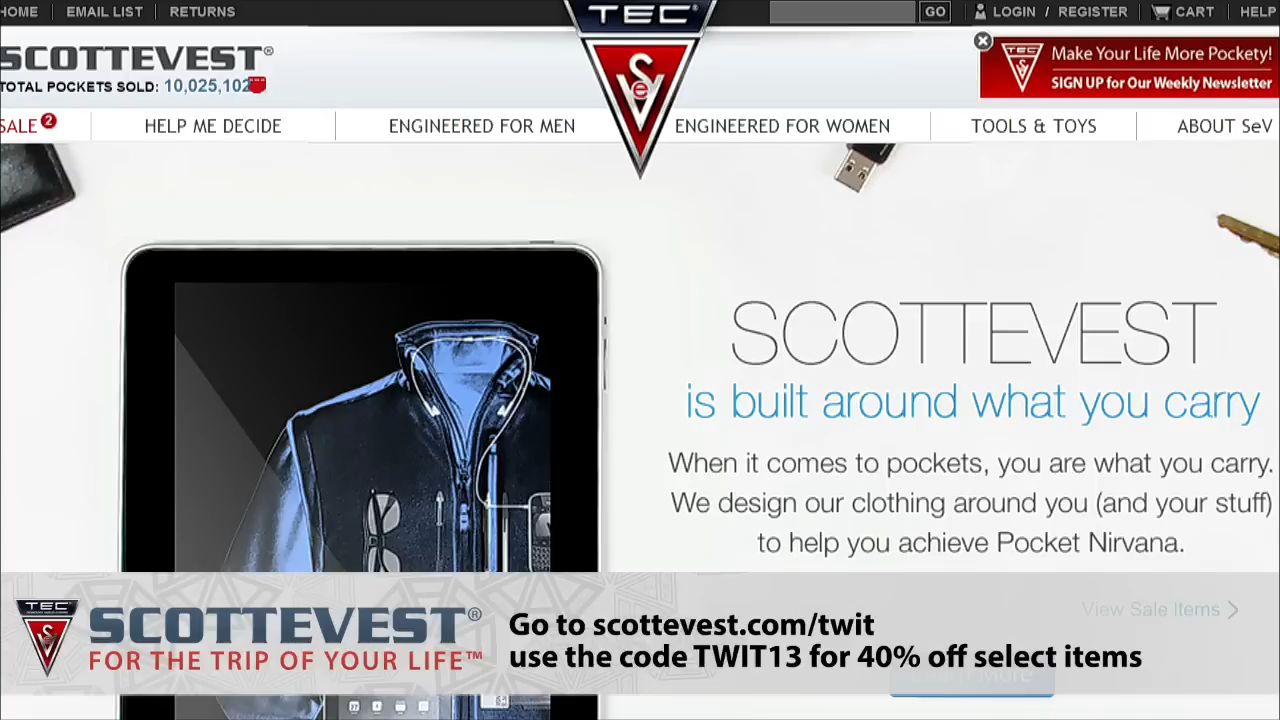 HOME EMAIL LIST RETURNS
TEC®
GO LOGIN / REGISTER CART HELP
SCOTTEVEST®
TOTAL POCKETS SOLD: 10,025,102
SeV
TEC
SeV
Make Your Life More Pockety!
SIGN UP for Our Weekly Newsletter
SALE 2 HELP ME DECIDE ENGINEERED FOR MEN ENGINEERED FOR WOMEN TOOLS & TOYS ABOUT SeV
SCOTTEVEST
is built around what you carry
When it comes to pockets, you are what you carry.
We design our clothing around you (and your stuff)
to help you achieve Pocket Nirvana.
View Sale Items
TEC
SeV
SCOTTEVEST®
FOR THE TRIP OF YOUR LIFE™
Go to scottevest.com/twit
use the code TWIT13 for 40% off select items